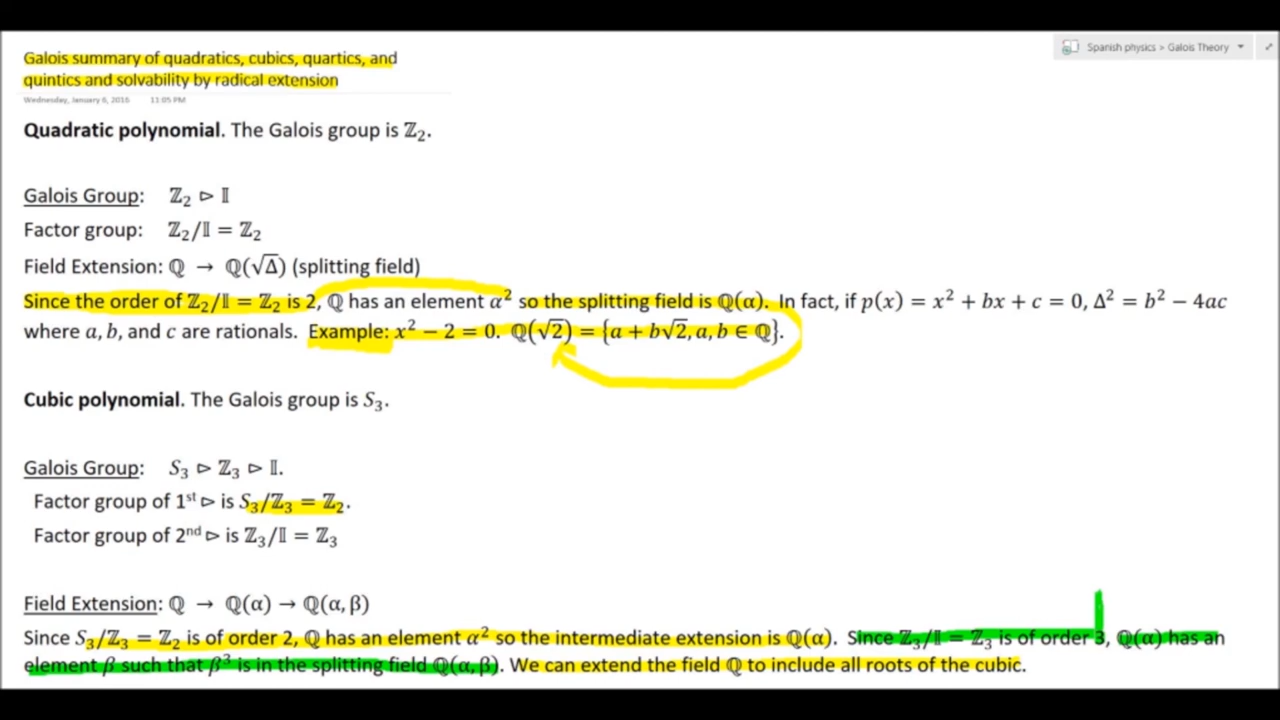 Galois summary of quadratics, cubics, quartics, and
quintics and solvability by radical extension
Spanish physics > Galois Theory
Wednesday, January 6, 2016 11:05 PM
Quadratic polynomial. The Galois group is ℤ₂.
Galois Group: ℤ₂ ⊳ 𝕀
Factor group: ℤ₂/𝕀 = ℤ₂
Field Extension: ℚ → ℚ(√Δ) (splitting field)
Since the order of ℤ₂/𝕀 = ℤ₂ is 2, ℚ has an element α² so the splitting field is ℚ(α). In fact, if p(x) = x² + bx + c = 0, Δ² = b² − 4ac
where a, b, and c are rationals. Example: x² − 2 = 0. ℚ(√2) = {a + b√2, a, b ∈ ℚ}.
Cubic polynomial. The Galois group is S₃.
Galois Group: S₃ ⊳ ℤ₃ ⊳ 𝕀.
Factor group of 1ˢᵗ ⊳ is S₃/ℤ₃ = ℤ₂.
Factor group of 2ⁿᵈ ⊳ is ℤ₃/𝕀 = ℤ₃
Field Extension: ℚ → ℚ(α) → ℚ(α, β)
Since S₃/ℤ₃ = ℤ₂ is of order 2, ℚ has an element α² so the intermediate extension is ℚ(α). Since ℤ₃/𝕀 = ℤ₃ is of order 3, ℚ(α) has an
element β such that β³ is in the splitting field ℚ(α, β). We can extend the field ℚ to include all roots of the cubic.